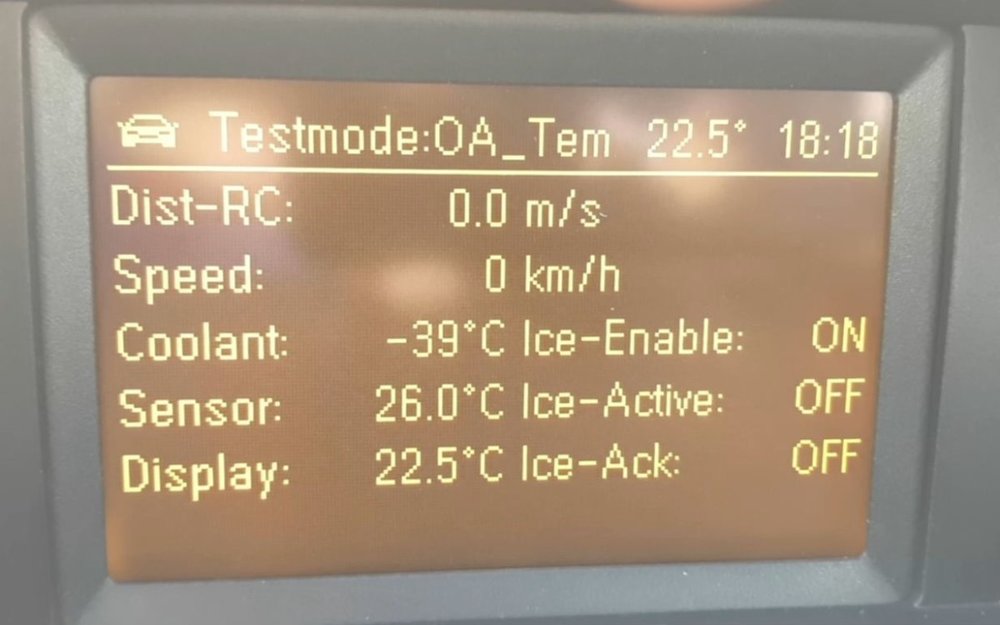 Testmode:OA_Tem 22.5° 18:18
Dist-RC: 0.0 m/s
Speed: 0 km/h
Coolant: -39°C Ice-Enable: ON
Sensor: 26.0°C Ice-Active: OFF
Display: 22.5°C Ice-Ack: OFF